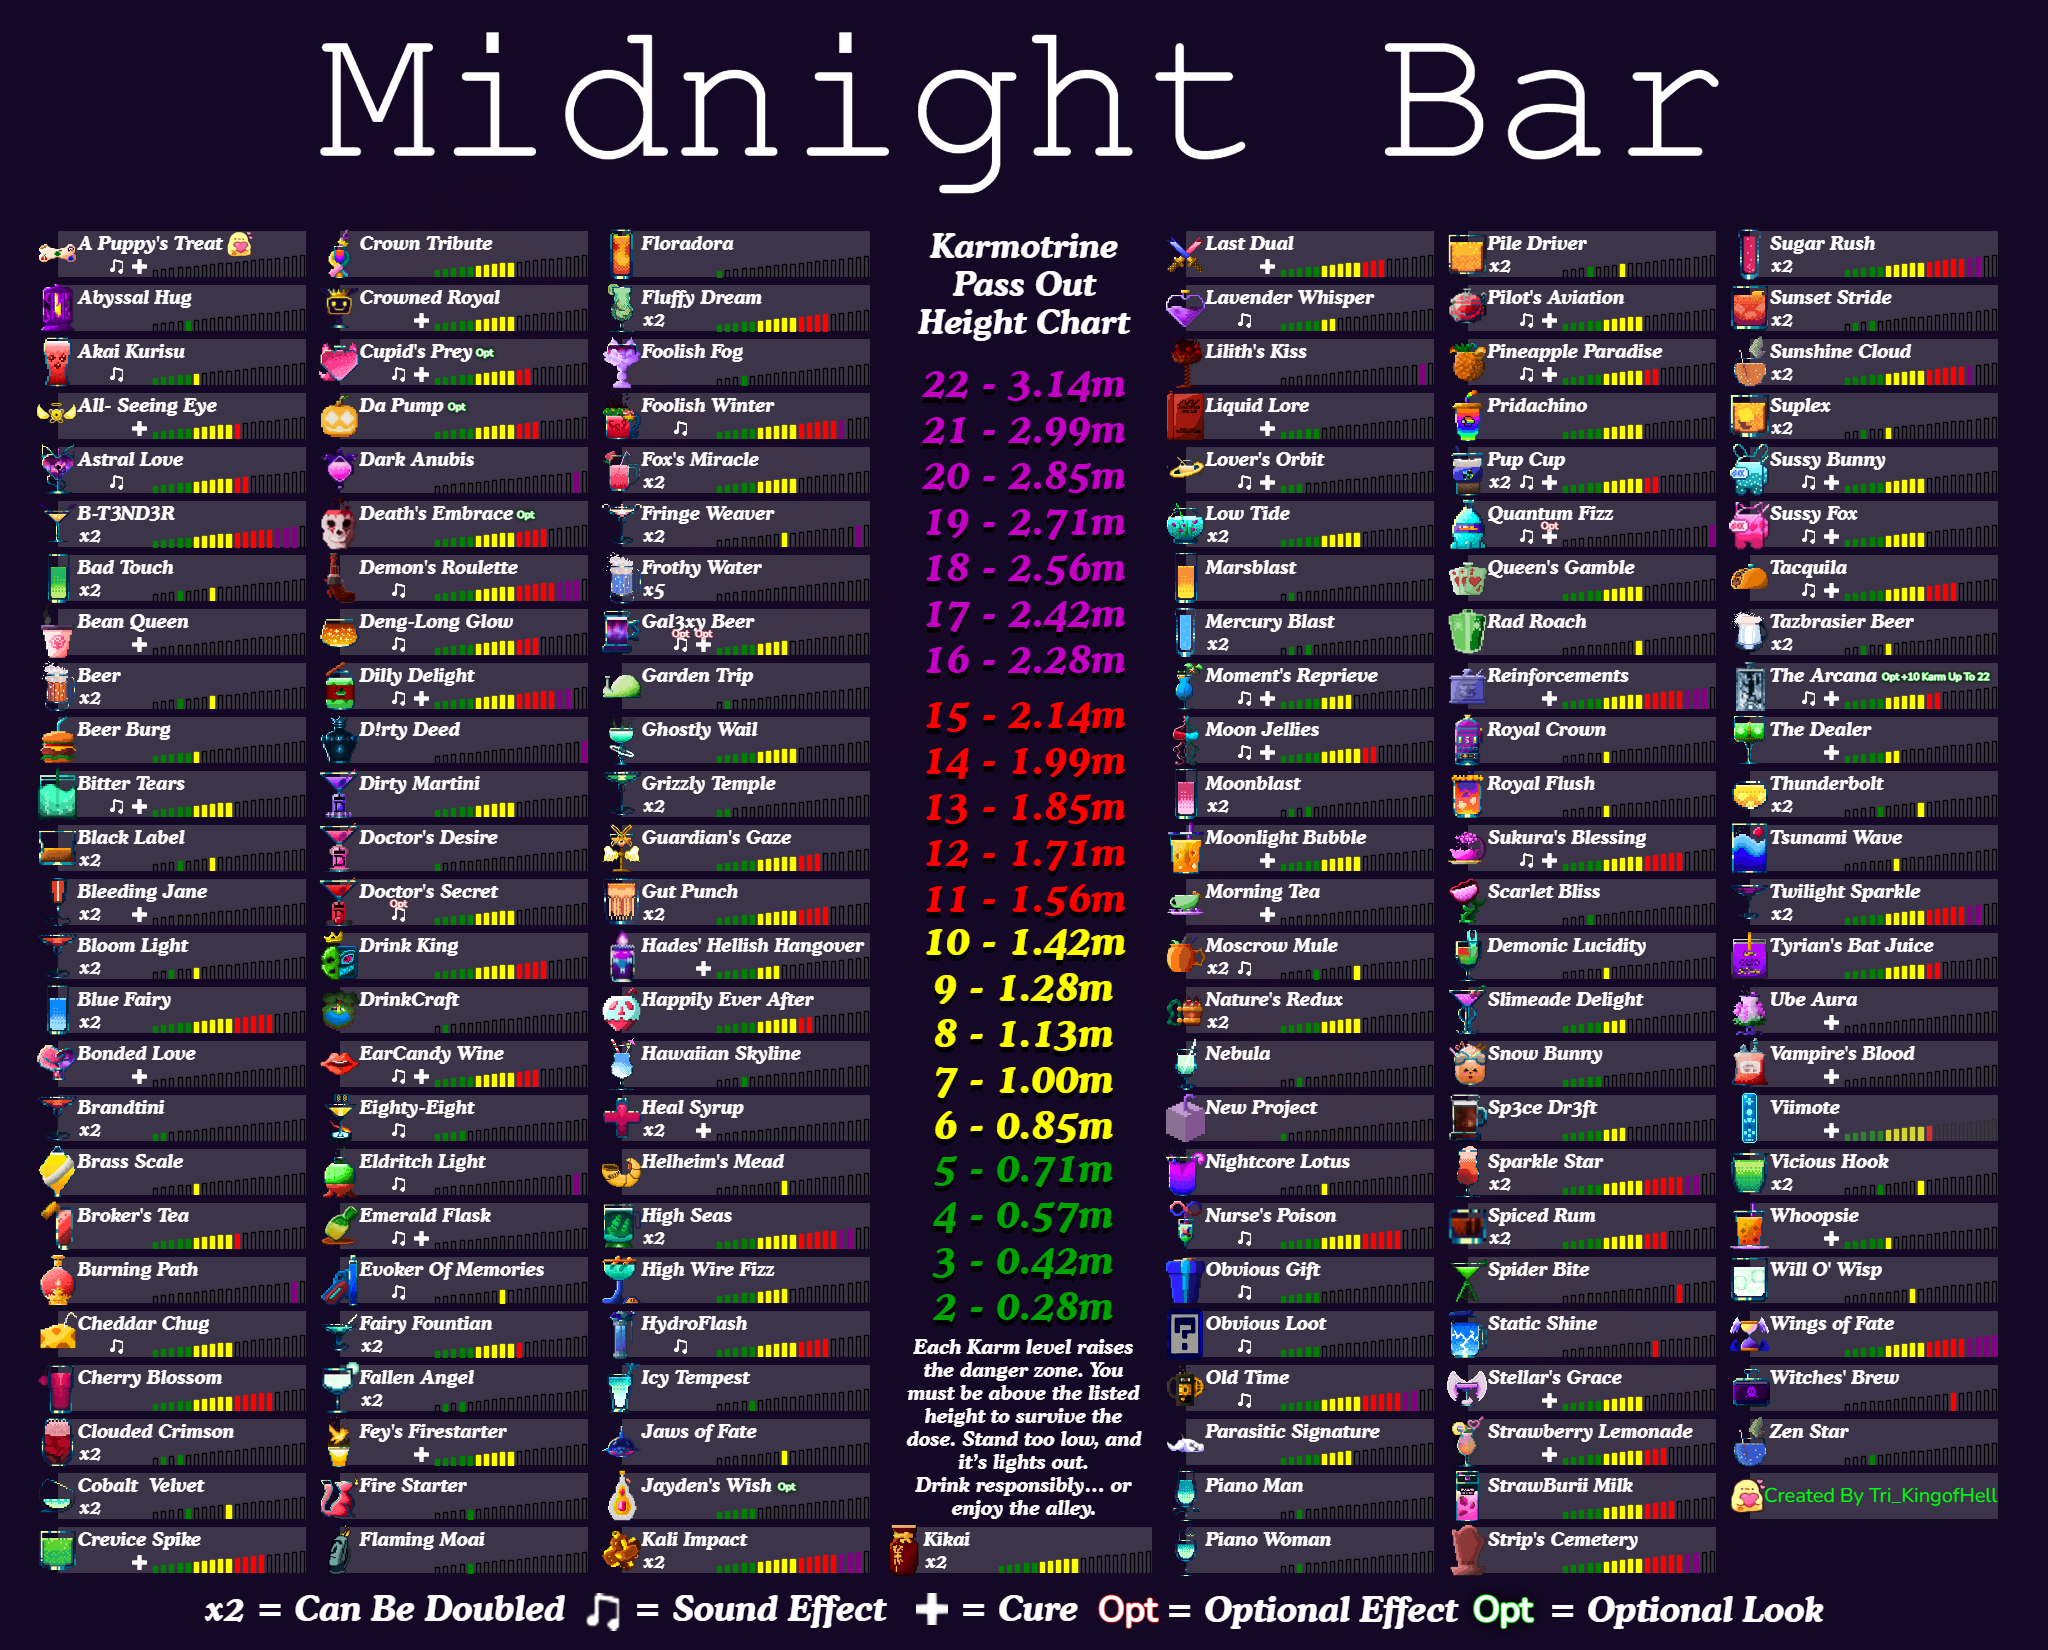 Midnight Bar
A Puppy's Treat
Abyssal Hug
Akai Kurisu
All- Seeing Eye
Astral Love
B-T3ND3R
x2
Bad Touch
x2
Bean Queen
Beer
x2
Beer Burg
Bitter Tears
Black Label
x2
Bleeding Jane
x2
Bloom Light
x2
Blue Fairy
x2
Bonded Love
Brandtini
x2
Brass Scale
Broker's Tea
Burning Path
Cheddar Chug
Cherry Blossom
Clouded Crimson
x2
Cobalt Velvet
x2
Crevice Spike
Crown Tribute
Crowned Royal
Cupid's Prey Opt
Da Pump Opt
Dark Anubis
Death's Embrace Opt
Demon's Roulette
Deng-Long Glow
Dilly Delight
D!rty Deed
Dirty Martini
Doctor's Desire
Doctor's Secret
Opt
Drink King
DrinkCraft
EarCandy Wine
Eighty-Eight
Eldritch Light
Emerald Flask
Evoker Of Memories
Fairy Fountian
x2
Fallen Angel
x2
Fey's Firestarter
Fire Starter
Flaming Moai
Floradora
Fluffy Dream
x2
Foolish Fog
Foolish Winter
Fox's Miracle
x2
Fringe Weaver
x2
Frothy Water
x5
Gal3xy Beer
Opt Opt
Garden Trip
Ghostly Wail
Grizzly Temple
x2
Guardian's Gaze
Gut Punch
x2
Hades' Hellish Hangover
Happily Ever After
Hawaiian Skyline
Heal Syrup
x2
Helheim's Mead
High Seas
x2
High Wire Fizz
HydroFlash
Icy Tempest
Jaws of Fate
Jayden's Wish Opt
Kali Impact
x2
Karmotrine
Pass Out
Height Chart
22 - 3.14m
21 - 2.99m
20 - 2.85m
19 - 2.71m
18 - 2.56m
17 - 2.42m
16 - 2.28m
15 - 2.14m
14 - 1.99m
13 - 1.85m
12 - 1.71m
11 - 1.56m
10 - 1.42m
9 - 1.28m
8 - 1.13m
7 - 1.00m
6 - 0.85m
5 - 0.71m
4 - 0.57m
3 - 0.42m
2 - 0.28m
Each Karm level raises
the danger zone. You
must be above the listed
height to survive the
dose. Stand too low, and
it's lights out.
Drink responsibly... or
enjoy the alley.
Kikai
x2
Last Dual
Lavender Whisper
Lilith's Kiss
Liquid Lore
Lover's Orbit
Low Tide
x2
Marsblast
Mercury Blast
x2
Moment's Reprieve
Moon Jellies
Moonblast
x2
Moonlight Bubble
Morning Tea
Moscrow Mule
x2
Nature's Redux
x2
Nebula
New Project
Nightcore Lotus
Nurse's Poison
Obvious Gift
Obvious Loot
Old Time
Parasitic Signature
Piano Man
Piano Woman
Pile Driver
x2
Pilot's Aviation
Pineapple Paradise
Pridachino
Pup Cup
x2
Quantum Fizz
Opt
Queen's Gamble
Rad Roach
Reinforcements
Royal Crown
Royal Flush
Sukura's Blessing
Scarlet Bliss
Demonic Lucidity
Slimeade Delight
Snow Bunny
Sp3ce Dr3ft
Sparkle Star
x2
Spiced Rum
x2
Spider Bite
Static Shine
Stellar's Grace
Strawberry Lemonade
StrawBurii Milk
Strip's Cemetery
Sugar Rush
x2
Sunset Stride
x2
Sunshine Cloud
x2
Suplex
x2
Sussy Bunny
Sussy Fox
Tacquila
Tazbrasier Beer
x2
The Arcana Opt +10 Karm Up To 22
The Dealer
Thunderbolt
x2
Tsunami Wave
Twilight Sparkle
x2
Tyrian's Bat Juice
Ube Aura
Vampire's Blood
Viimote
Vicious Hook
x2
Whoopsie
Will O' Wisp
Wings of Fate
Witches' Brew
Zen Star
Created By Tri_KingofHell
x2 = Can Be Doubled = Sound Effect = Cure Opt = Optional Effect Opt = Optional Look